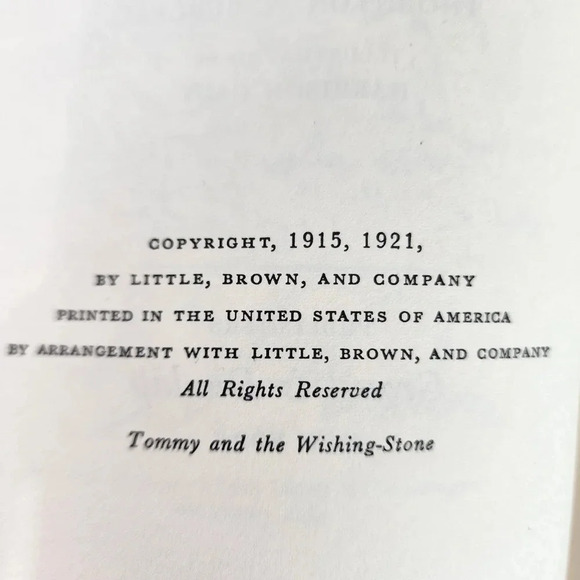 COPYRIGHT, 1915, 1921,
BY LITTLE, BROWN, AND COMPANY
PRINTED IN THE UNITED STATES OF AMERICA
BY ARRANGEMENT WITH LITTLE, BROWN, AND COMPANY
All Rights Reserved
Tommy and the Wishing-Stone